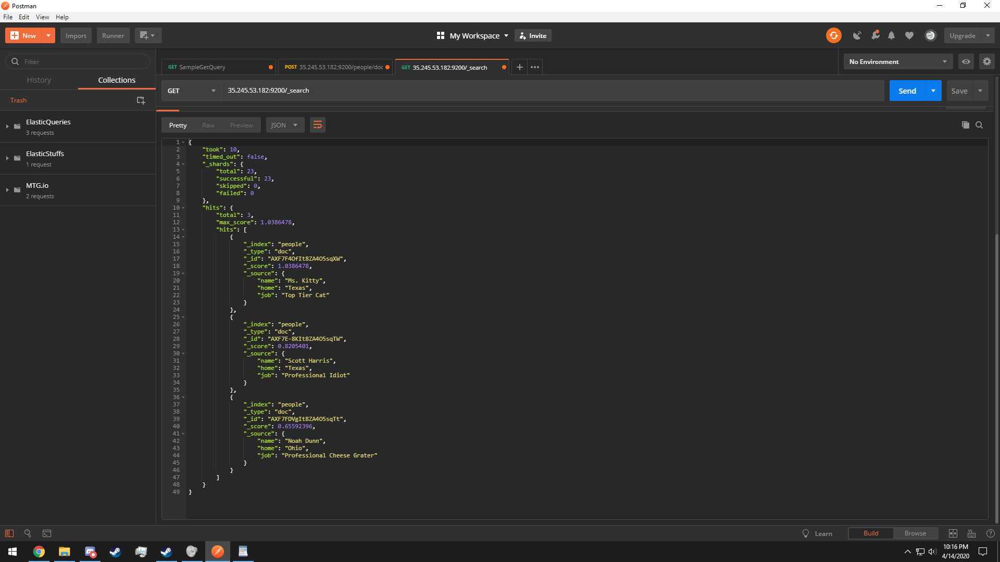 Postman
File Edit View Help
New Import Runner My Workspace Invite Upgrade
Filter
GET SampleGetQuery POST 35.245.53.182:9200/people/doc GET 35.245.53.182:9200/_search No Environment
History Collections
GET 35.245.53.182:9200/_search Send Save
Trash
ElasticQueries
3 requests
ElasticStuffs
1 request
MTG.io
2 requests
Pretty Raw Preview JSON
1 {
2 "took": 10,
3 "timed_out": false,
4 "_shards": {
5 "total": 23,
6 "successful": 23,
7 "skipped": 0,
8 "failed": 0
9 },
10 "hits": {
11 "total": 3,
12 "max_score": 1.0386478,
13 "hits": [
14 {
15 "_index": "people",
16 "_type": "doc",
17 "_id": "AXF7F4OfIt8ZA4O5sqXW",
18 "_score": 1.0386478,
19 "_source": {
20 "name": "Ms. Kitty",
21 "home": "Texas",
22 "job": "Top Tier Cat"
23 }
24 },
25 {
26 "_index": "people",
27 "_type": "doc",
28 "_id": "AXF7E-8KIt8ZA4O5sqTW",
29 "_score": 0.8205401,
30 "_source": {
31 "name": "Scott Harris",
32 "home": "Texas",
33 "job": "Professional Idiot"
34 }
35 },
36 {
37 "_index": "people",
38 "_type": "doc",
39 "_id": "AXF7FDVgIt8ZA4O5sqTt",
40 "_score": 0.65592396,
41 "_source": {
42 "name": "Noah Dunn",
43 "home": "Ohio",
44 "job": "Professional Cheese Grater"
45 }
46 }
47 ]
48 }
49 }
Learn Build Browse
10:16 PM
4/14/2020